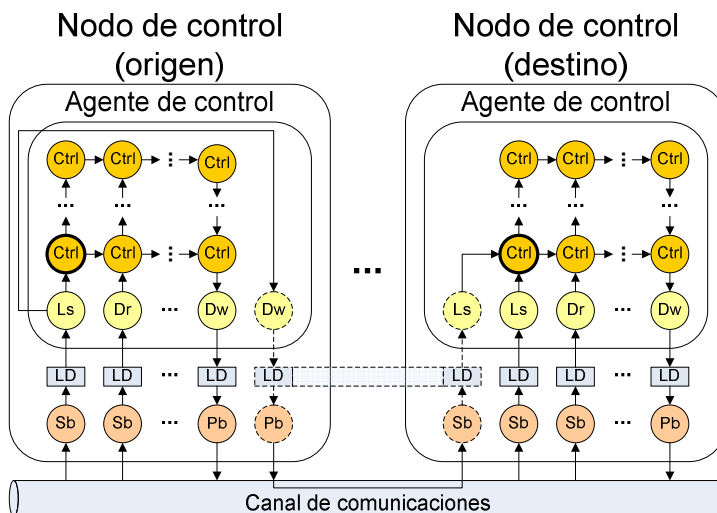 Nodo de control
(origen)
Nodo de control
(destino)
Agente de control
Agente de control
Ctrl Ctrl ... Ctrl
Ctrl Ctrl ... Ctrl
... ... ...
... ... ...
Ctrl Ctrl ... Ctrl
...
Ctrl Ctrl ... Ctrl
Ls Dr ... Dw Dw
Ls Ls Dr ... Dw
LD LD ... LD LD
LD LD LD ... LD
Sb Sb ... Pb Pb
Sb Sb Sb ... Pb
Canal de comunicaciones